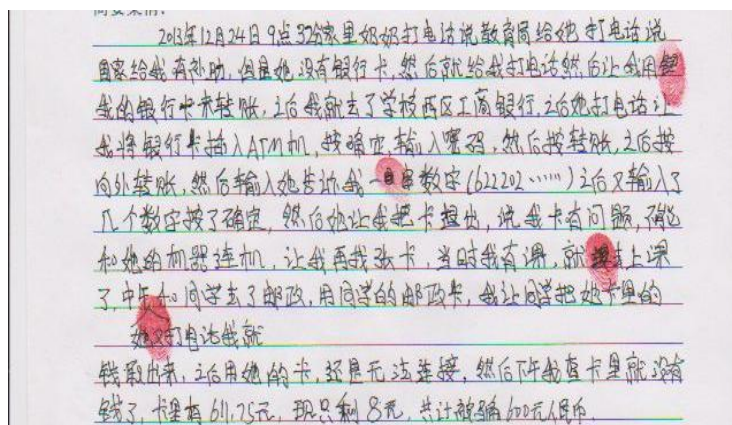 简要案情:
2013年12月24日9点32分家里奶奶打电话说教育局给她打电话说
国家给我有补助,但是她没有银行卡,然后就给我打电话然后让我用
我的银行卡来转账,之后我就去了学校西区工商银行,之后她打电话让
我将银行卡插入ATM机,按确定,输入密码,然后按转账,之后按
向外转账,然后输入她告诉我一串数字(622202……)之后又输入了
几个数字按了确定,然后她让我把卡拔出,说我卡有问题,不能
和她的机器连机,让我再找张卡,当时我有课,就去上课
了,中午和同学去了邮政,用同学的邮政卡,我让同学把她卡里的
她又打电话我就
钱取出来,之后用她的卡,还是无法连接,然后下午我查卡里就没有
钱了,卡里有611.75元,现只剩8元,共计被骗600元人民币.